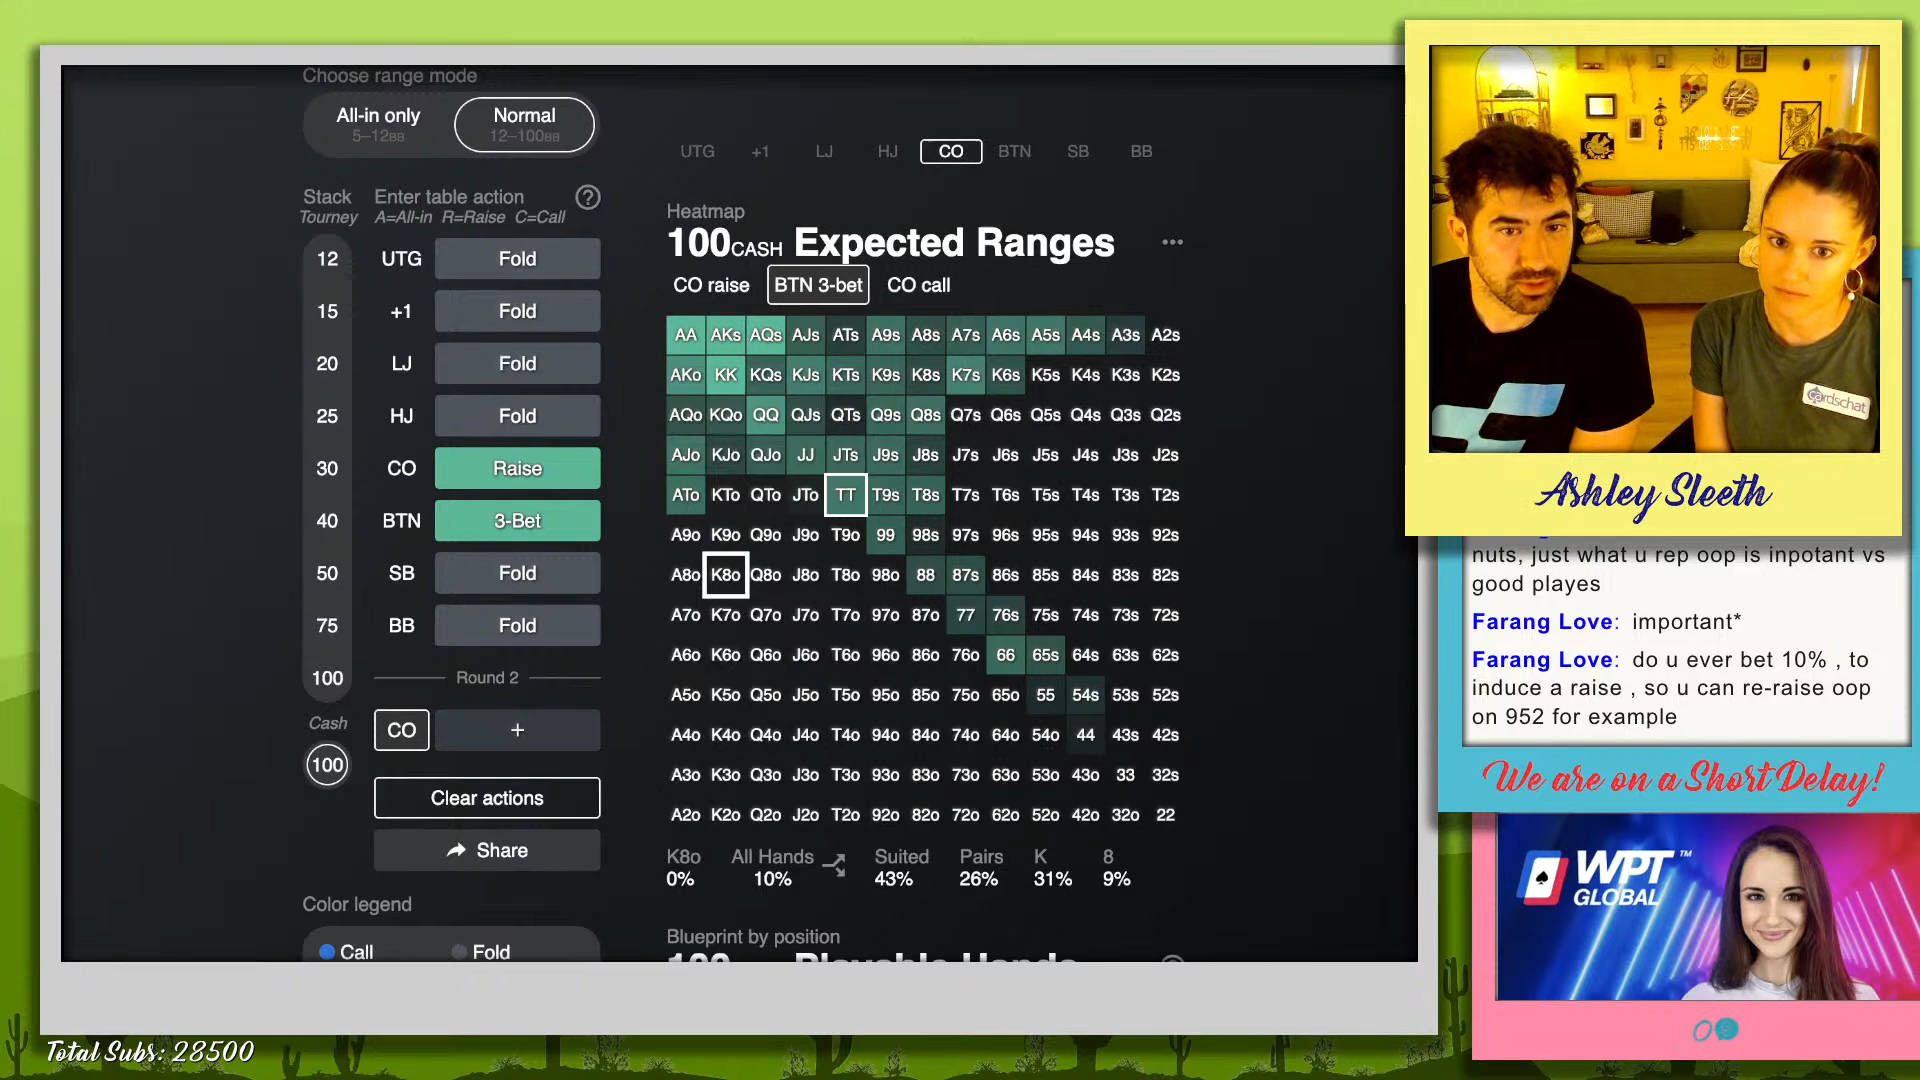 Choose range mode
All-in only
5–12BB
Normal
12–100BB
Stack
Tourney
Enter table action
A=All-in R=Raise C=Call
?
12 UTG Fold
15 +1 Fold
20 LJ Fold
25 HJ Fold
30 CO Raise
40 BTN 3-Bet
50 SB Fold
75 BB Fold
100 Round 2
Cash
CO +
100
Clear actions
Share
Color legend
Call Fold
UTG +1 LJ HJ CO BTN SB BB
Heatmap
100CASH Expected Ranges
CO raise BTN 3-bet CO call
AA AKs AQs AJs ATs A9s A8s A7s A6s A5s A4s A3s A2s
AKo KK KQs KJs KTs K9s K8s K7s K6s K5s K4s K3s K2s
AQo KQo QQ QJs QTs Q9s Q8s Q7s Q6s Q5s Q4s Q3s Q2s
AJo KJo QJo JJ JTs J9s J8s J7s J6s J5s J4s J3s J2s
ATo KTo QTo JTo TT T9s T8s T7s T6s T5s T4s T3s T2s
A9o K9o Q9o J9o T9o 99 98s 97s 96s 95s 94s 93s 92s
A8o K8o Q8o J8o T8o 98o 88 87s 86s 85s 84s 83s 82s
A7o K7o Q7o J7o T7o 97o 87o 77 76s 75s 74s 73s 72s
A6o K6o Q6o J6o T6o 96o 86o 76o 66 65s 64s 63s 62s
A5o K5o Q5o J5o T5o 95o 85o 75o 65o 55 54s 53s 52s
A4o K4o Q4o J4o T4o 94o 84o 74o 64o 54o 44 43s 42s
A3o K3o Q3o J3o T3o 93o 83o 73o 63o 53o 43o 33 32s
A2o K2o Q2o J2o T2o 92o 82o 72o 62o 52o 42o 32o 22
K8o All Hands Suited Pairs K 8
0% 10% 43% 26% 31% 9%
Blueprint by position
100 Playable Hands
cardschat
Ashley Sleeth
nuts, just what u rep oop is inpotant vs
good playes
Farang Love: important*
Farang Love: do u ever bet 10% , to
induce a raise , so u can re-raise oop
on 952 for example
We are on a Short Delay!
WPT™
GLOBAL
Total Subs: 28500